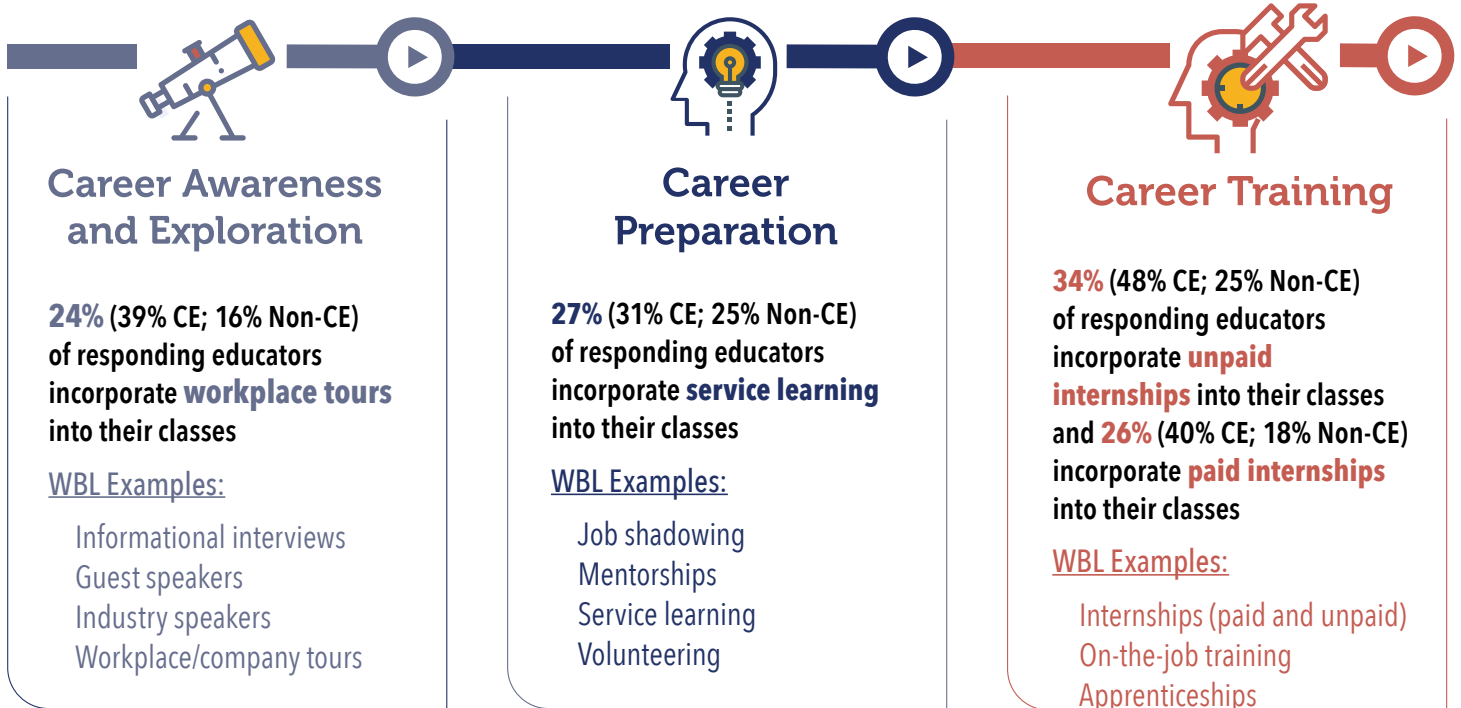 Career Awareness
and Exploration
24% (39% CE; 16% Non-CE)
of responding educators
incorporate workplace tours
into their classes
WBL Examples:
Informational interviews
Guest speakers
Industry speakers
Workplace/company tours
Career
Preparation
27% (31% CE; 25% Non-CE)
of responding educators
incorporate service learning
into their classes
WBL Examples:
Job shadowing
Mentorships
Service learning
Volunteering
Career Training
34% (48% CE; 25% Non-CE)
of responding educators
incorporate unpaid
internships into their classes
and 26% (40% CE; 18% Non-CE)
incorporate paid internships
into their classes
WBL Examples:
Internships (paid and unpaid)
On-the-job training
Apprenticeships